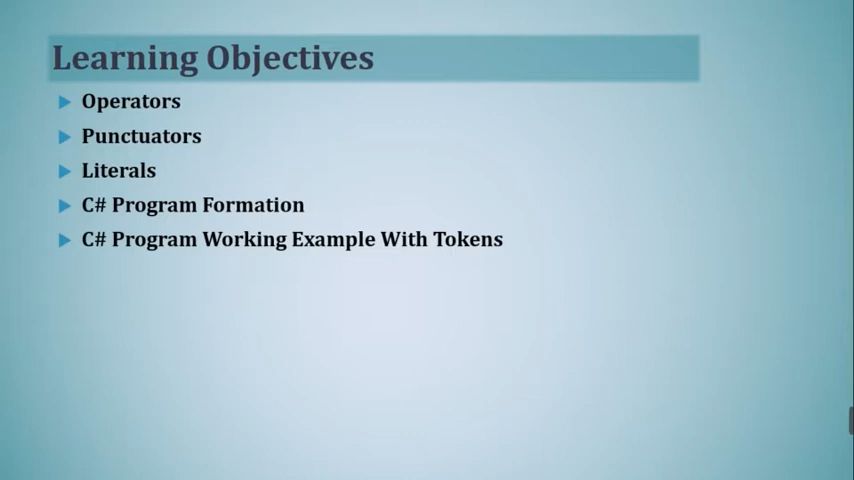 Learning Objectives
Operators
Punctuators
Literals
C# Program Formation
C# Program Working Example With Tokens